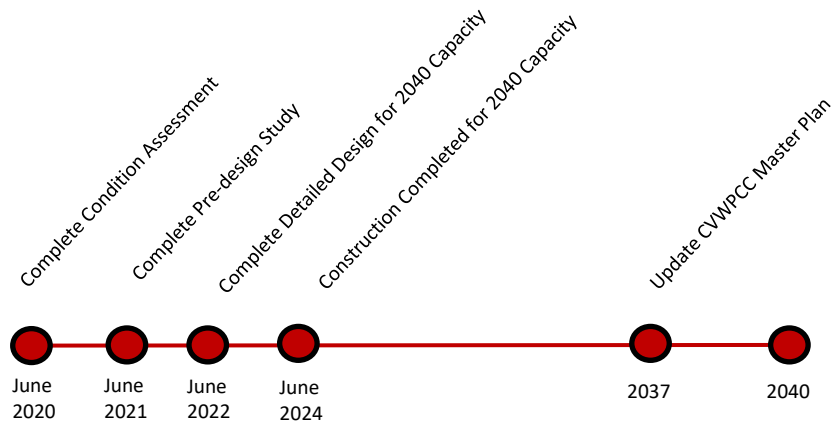 Complete Condition Assessment
Complete Pre-design Study
Complete Detailed Design for 2040 Capacity
Construction Completed for 2040 Capacity
Update CVWPCC Master Plan
June
2020
June
2021
June
2022
June
2024
2037
2040